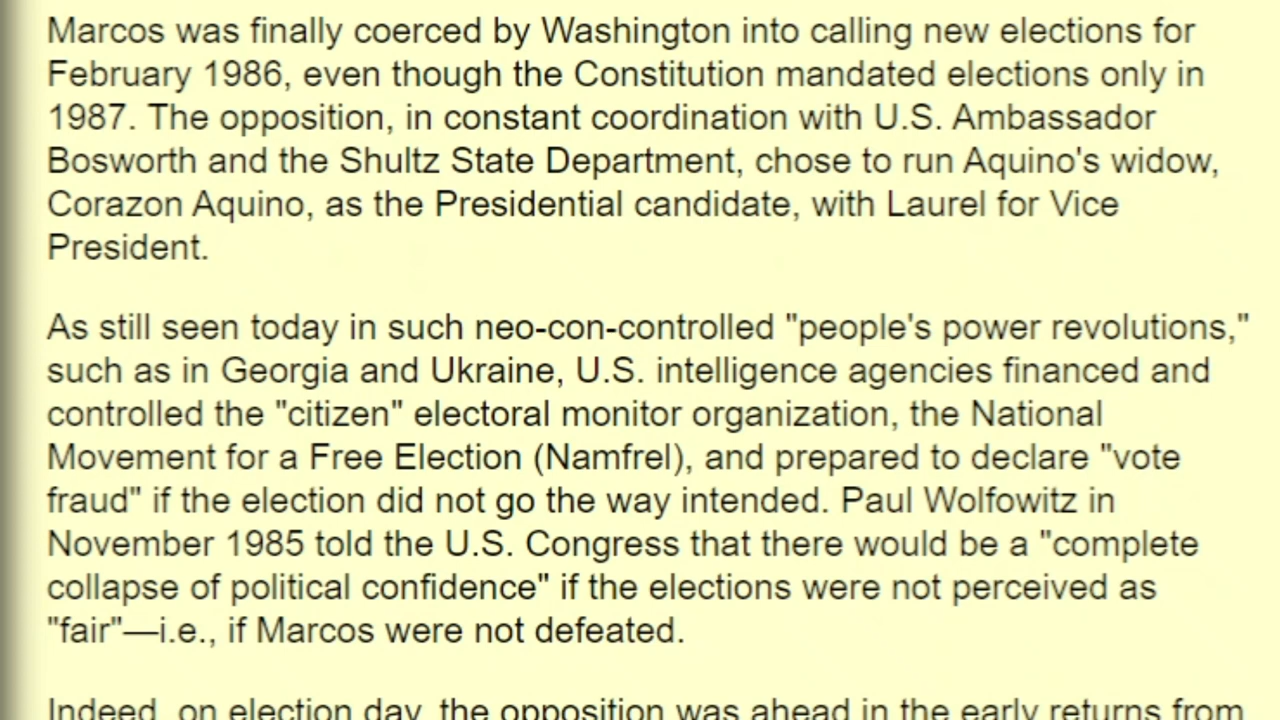 Marcos was finally coerced by Washington into calling new elections for
February 1986, even though the Constitution mandated elections only in
1987. The opposition, in constant coordination with U.S. Ambassador
Bosworth and the Shultz State Department, chose to run Aquino's widow,
Corazon Aquino, as the Presidential candidate, with Laurel for Vice
President.
As still seen today in such neo-con-controlled "people's power revolutions,"
such as in Georgia and Ukraine, U.S. intelligence agencies financed and
controlled the "citizen" electoral monitor organization, the National
Movement for a Free Election (Namfrel), and prepared to declare "vote
fraud" if the election did not go the way intended. Paul Wolfowitz in
November 1985 told the U.S. Congress that there would be a "complete
collapse of political confidence" if the elections were not perceived as
"fair"—i.e., if Marcos were not defeated.
Indeed, on election day, the opposition was ahead in the early returns from